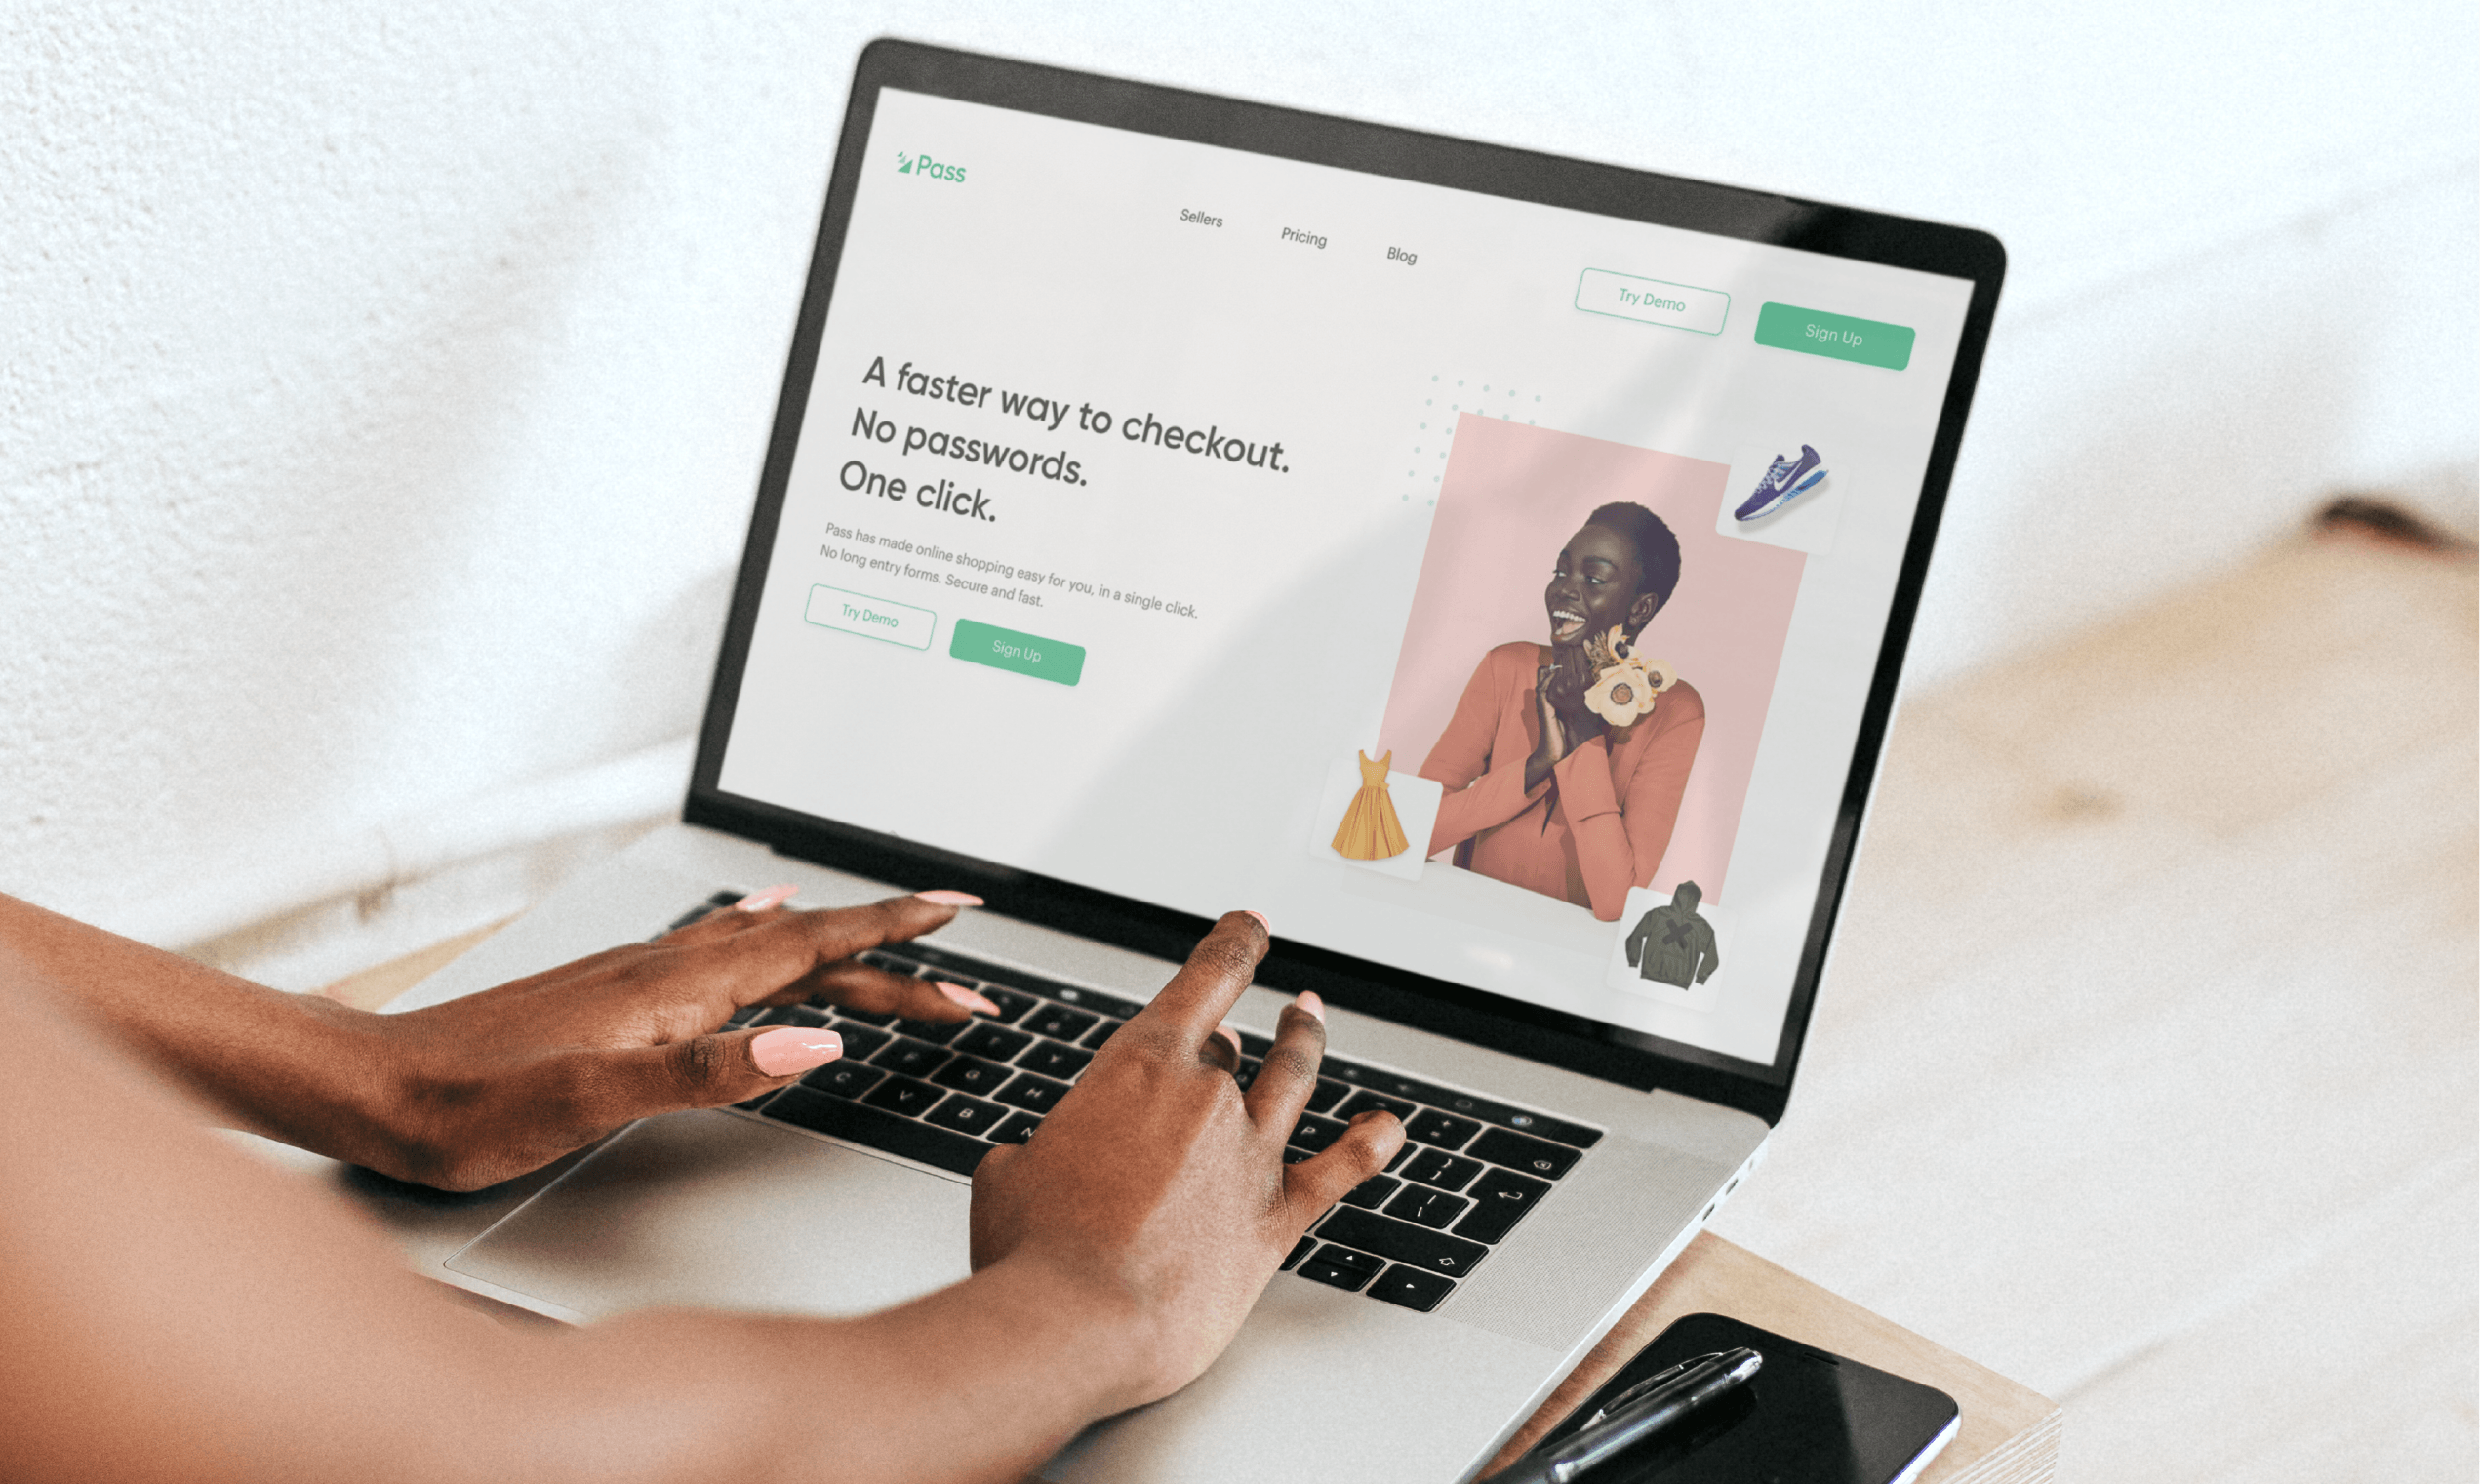 Pass
Sellers
Pricing
Blog
Try Demo
Sign Up
A faster way to checkout.
No passwords.
One click.
Pass has made online shopping easy for you, in a single click.
No long entry forms. Secure and fast.
Try Demo
Sign Up
F
T
Y
G
H
C
V
B
N
P